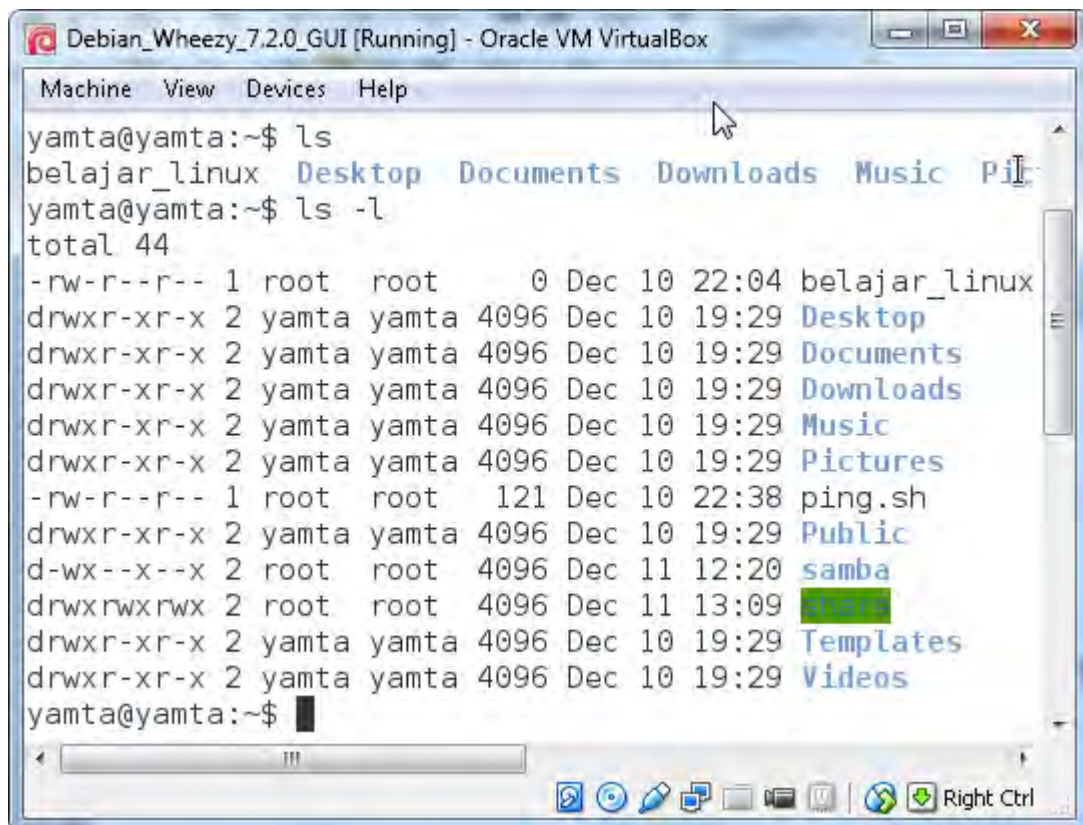 Debian_Wheezy_7.2.0_GUI [Running] - Oracle VM VirtualBox
Machine View Devices Help
yamta@yamta:~$ ls
belajar_linux Desktop Documents Downloads Music Pic
yamta@yamta:~$ ls -l
total 44
-rw-r--r-- 1 root root 0 Dec 10 22:04 belajar_linux
drwxr-xr-x 2 yamta yamta 4096 Dec 10 19:29 Desktop
drwxr-xr-x 2 yamta yamta 4096 Dec 10 19:29 Documents
drwxr-xr-x 2 yamta yamta 4096 Dec 10 19:29 Downloads
drwxr-xr-x 2 yamta yamta 4096 Dec 10 19:29 Music
drwxr-xr-x 2 yamta yamta 4096 Dec 10 19:29 Pictures
-rw-r--r-- 1 root root 121 Dec 10 22:38 ping.sh
drwxr-xr-x 2 yamta yamta 4096 Dec 10 19:29 Public
d-wx--x--x 2 root root 4096 Dec 11 12:20 samba
drwxrwxrwx 2 root root 4096 Dec 11 13:09 share
drwxr-xr-x 2 yamta yamta 4096 Dec 10 19:29 Templates
drwxr-xr-x 2 yamta yamta 4096 Dec 10 19:29 Videos
yamta@yamta:~$
Right Ctrl